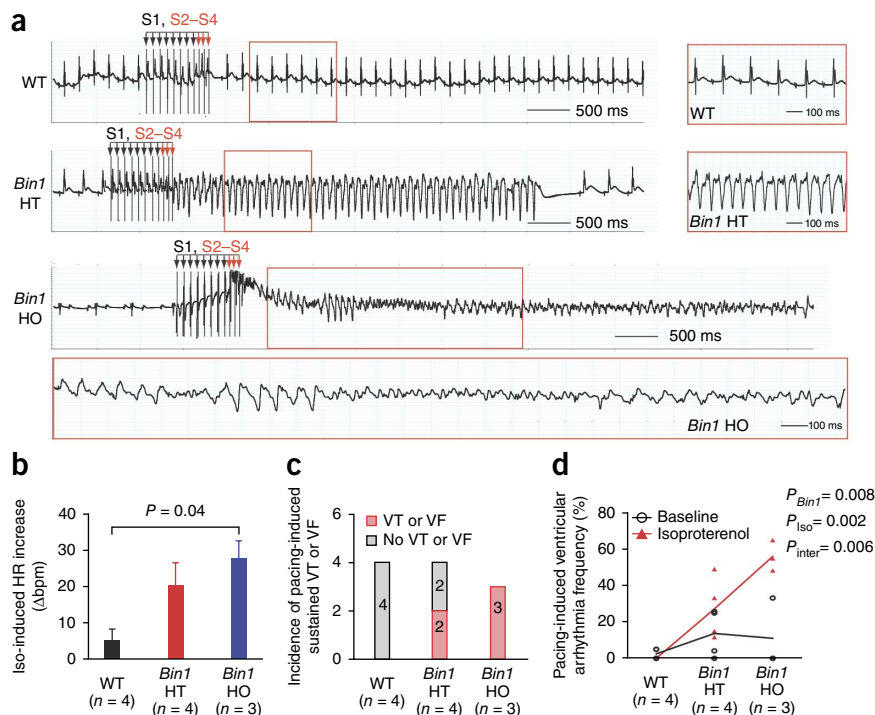 a
S1, S2–S4
WT
500 ms
WT
100 ms
S1, S2–S4
Bin1
HT
500 ms
Bin1 HT
100 ms
S1, S2–S4
Bin1
HO
500 ms
Bin1 HO
100 ms
b
Iso-induced HR increase
(Δbpm)
40
30
20
10
0
P = 0.04
WT
(n = 4)
Bin1
HT
(n = 4)
Bin1
HO
(n = 3)
c
Incidence of pacing-induced
sustained VT or VF
6
4
2
0
VT or VF
No VT or VF
4
2
2
3
WT
(n = 4)
Bin1
HT
(n = 4)
Bin1
HO
(n = 3)
d
Pacing-induced ventricular
arrhythmia frequency (%)
80
60
40
20
0
Baseline
Isoproterenol
PBin1= 0.008
PIso= 0.002
Pinter= 0.006
WT
(n = 4)
Bin1
HT
(n = 4)
Bin1
HO
(n = 3)